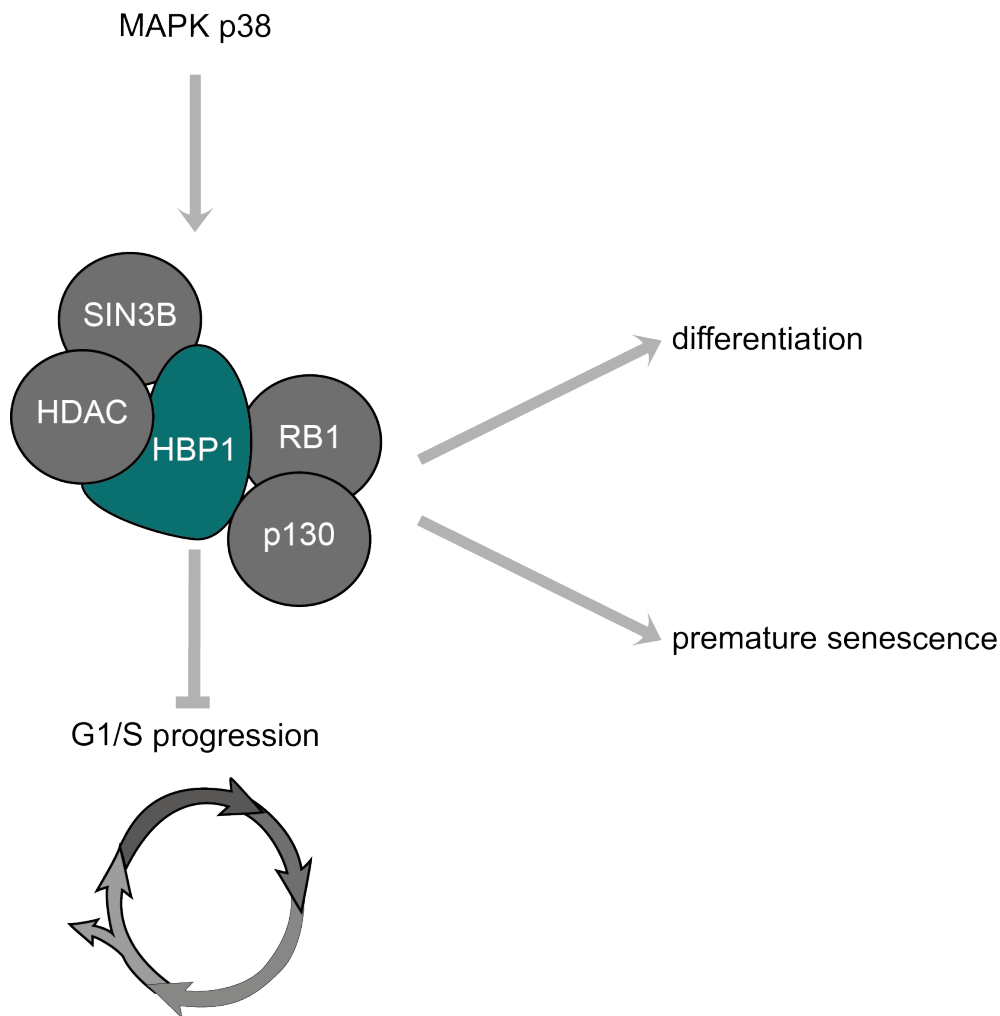 MAPK p38
SIN3B
HDAC
HBP1
RB1
p130
differentiation
premature senescence
G1/S progression